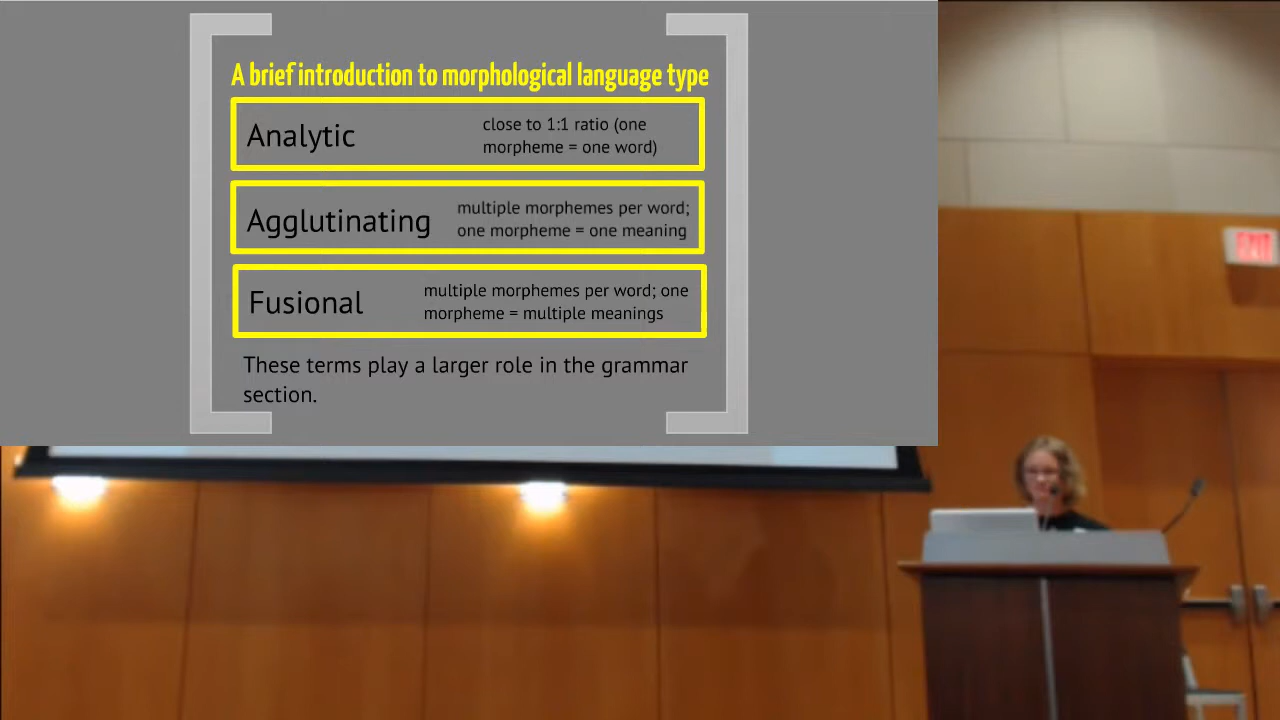 A brief introduction to morphological language type
Analytic
close to 1:1 ratio (one
morpheme = one word)
Agglutinating
multiple morphemes per word;
one morpheme = one meaning
Fusional
multiple morphemes per word; one
morpheme = multiple meanings
These terms play a larger role in the grammar
section.
EXIT